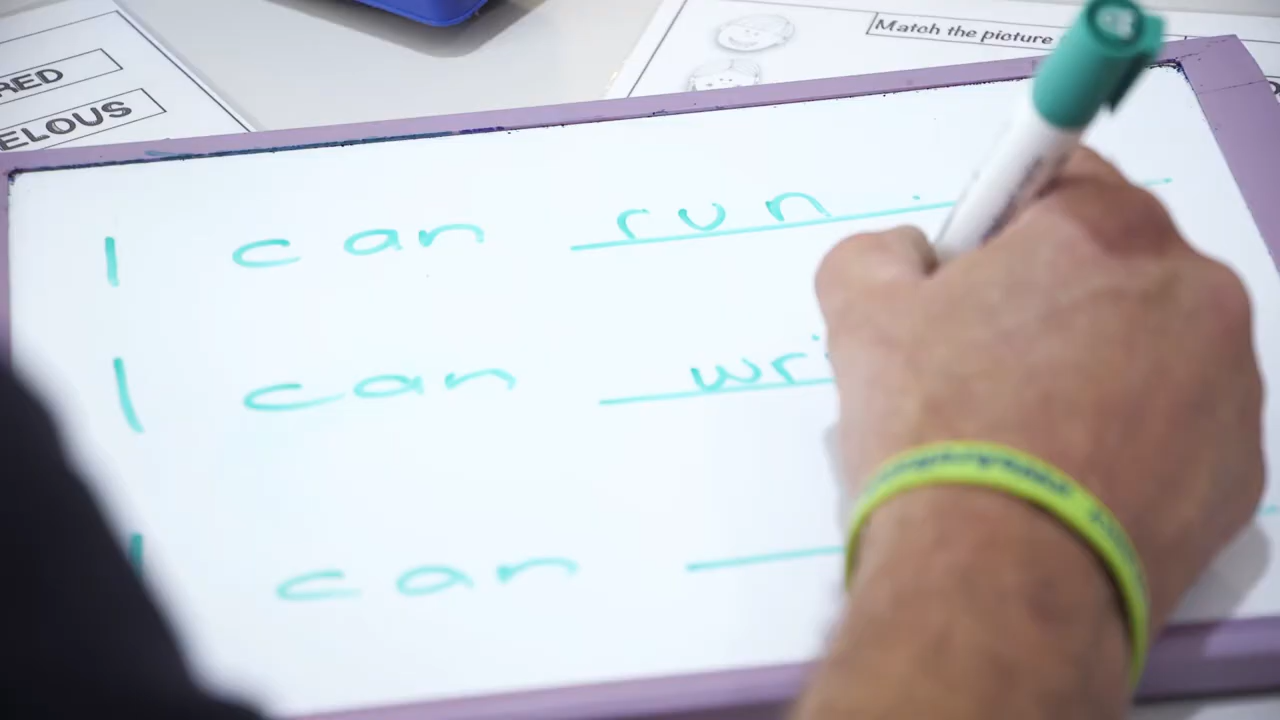 RED
ELOUS
Match the picture
I can run.
I can wri
I can